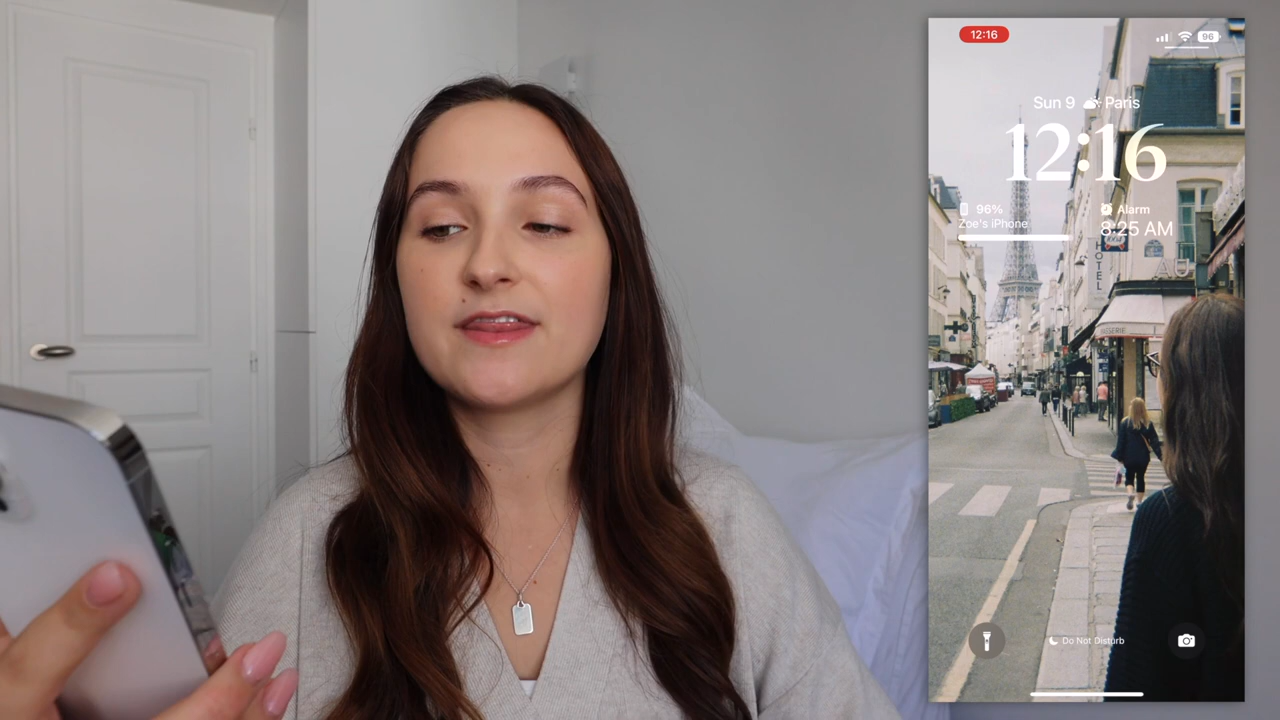 12:16
96
Sun 9 Paris
12:16
96%
Zoe's iPhone
Alarm
8:25 AM
HOTEL
Do Not Disturb